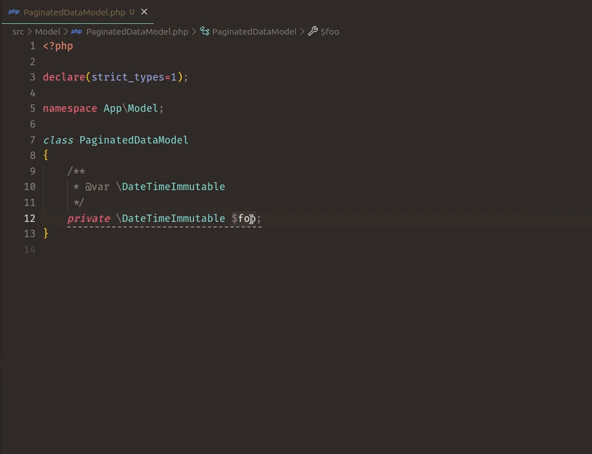 php PaginatedDataModel.php U ×
src > Model > php PaginatedDataModel.php > PaginatedDataModel > $foo
1 <?php
2
3 declare(strict_types=1);
4
5 namespace App\Model;
6
7 class PaginatedDataModel
8 {
9 /**
10 * @var \DateTimeImmutable
11 */
12 private \DateTimeImmutable $foo;
13 }
14